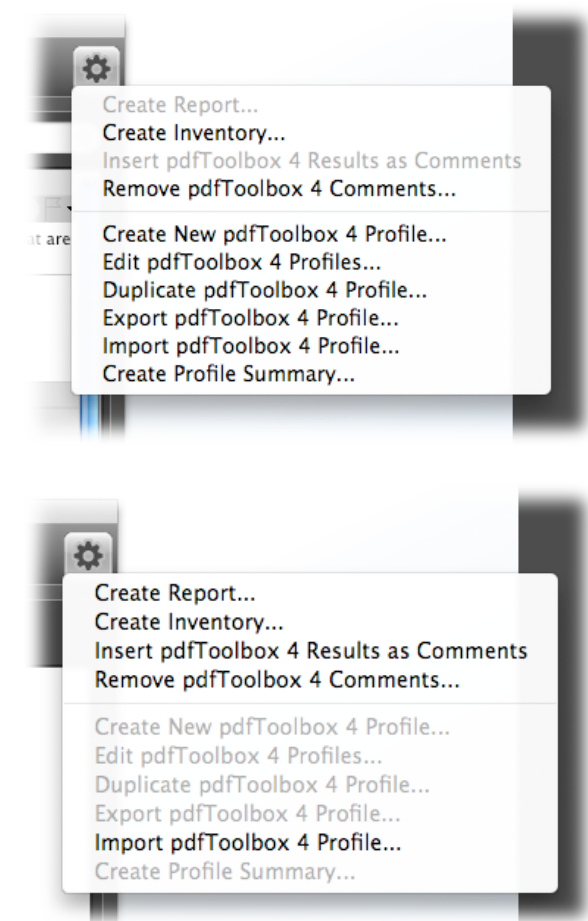 Create Report...
Create Inventory...
Insert pdfToolbox 4 Results as Comments
Remove pdfToolbox 4 Comments...
at are
Create New pdfToolbox 4 Profile...
Edit pdfToolbox 4 Profiles...
Duplicate pdfToolbox 4 Profile...
Export pdfToolbox 4 Profile...
Import pdfToolbox 4 Profile...
Create Profile Summary...
Create Report...
Create Inventory...
Insert pdfToolbox 4 Results as Comments
Remove pdfToolbox 4 Comments...
Create New pdfToolbox 4 Profile...
Edit pdfToolbox 4 Profiles...
Duplicate pdfToolbox 4 Profile...
Export pdfToolbox 4 Profile...
Import pdfToolbox 4 Profile...
Create Profile Summary...